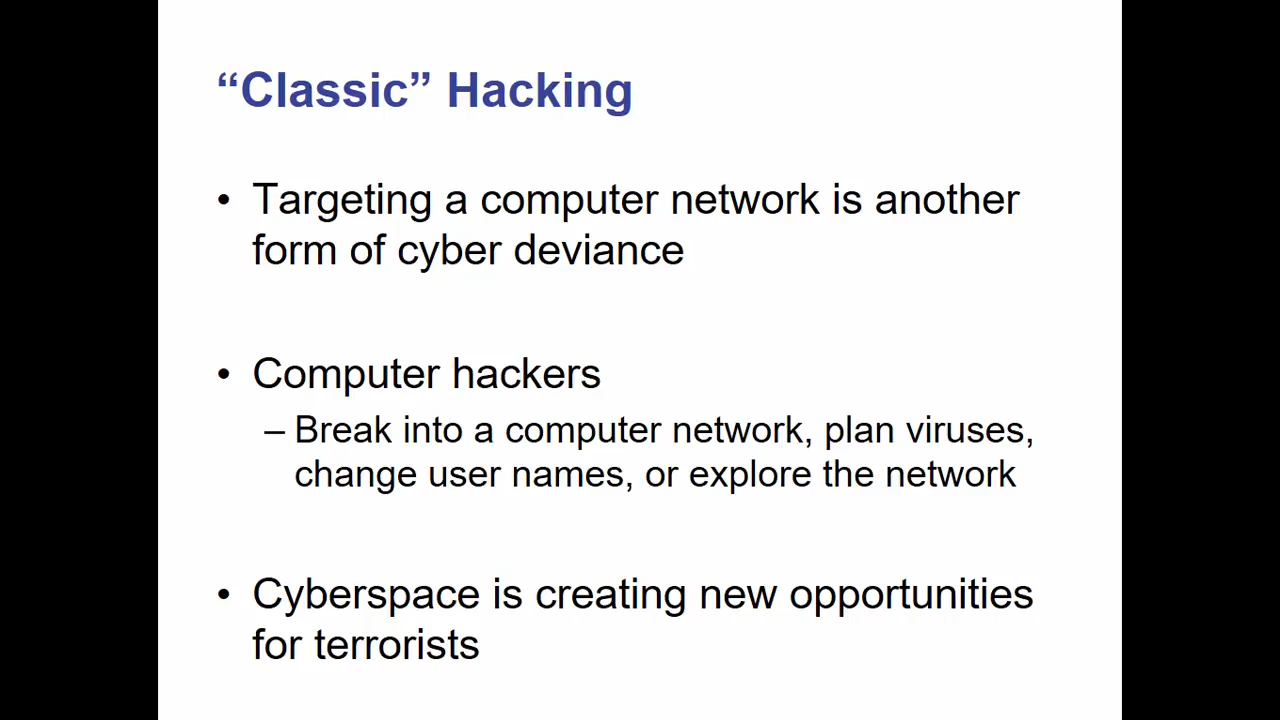 “Classic” Hacking
• Targeting a computer network is another
form of cyber deviance
• Computer hackers
– Break into a computer network, plan viruses,
change user names, or explore the network
• Cyberspace is creating new opportunities
for terrorists